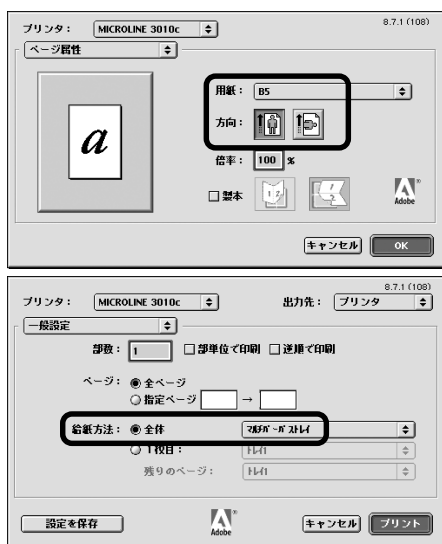 8.7.1 (108)
プリンタ： MICROLINE 3010c
ページ属性
用紙： B5
方向：
a
倍率： 100 %
製本
1 2
Adobe
キャンセル OK
8.7.1 (108)
プリンタ： MICROLINE 3010c 出力先： プリンタ
一般設定
部数： 1 部単位で印刷 逆順で印刷
ページ： 全ページ
指定ページ →
給紙方法： 全体 ﾏﾙﾁﾊﾟｰﾊﾟｽﾄﾚｲ
1枚目： ﾄﾚｲ1
残りのページ： ﾄﾚｲ1
設定を保存 Adobe キャンセル プリント